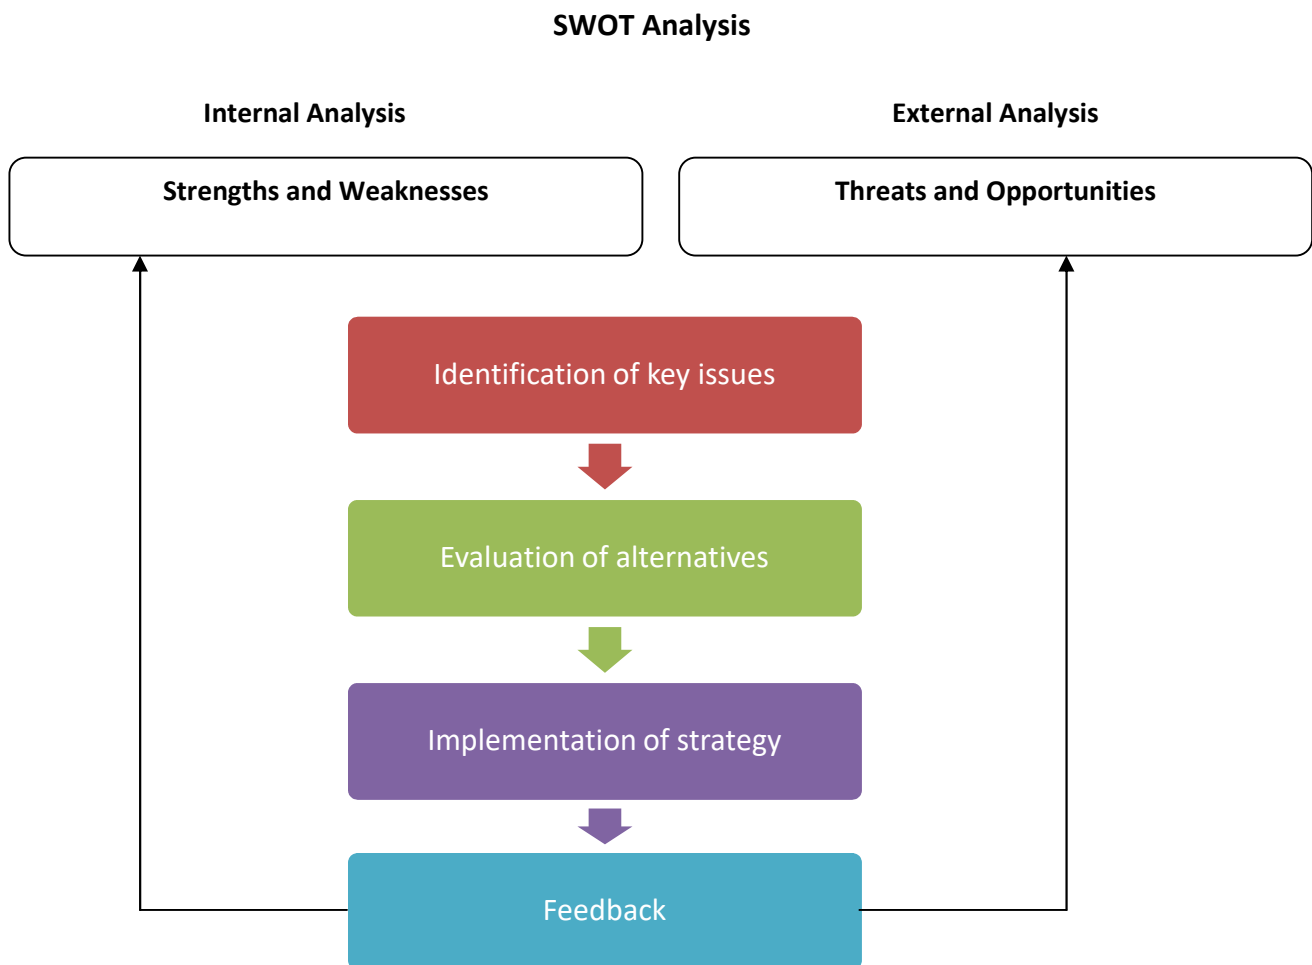 SWOT Analysis
Internal Analysis
External Analysis
Strengths and Weaknesses
Threats and Opportunities
Identification of key issues
Evaluation of alternatives
Implementation of strategy
Feedback